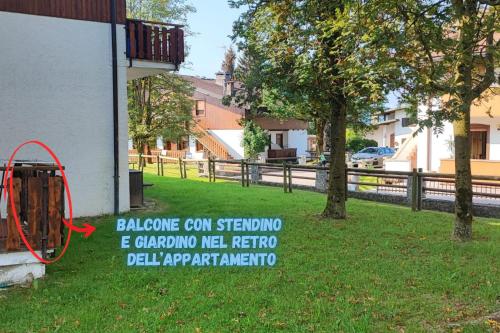 BALCONE CON STENDINO
E GIARDINO NEL RETRO
DELL'APPARTAMENTO